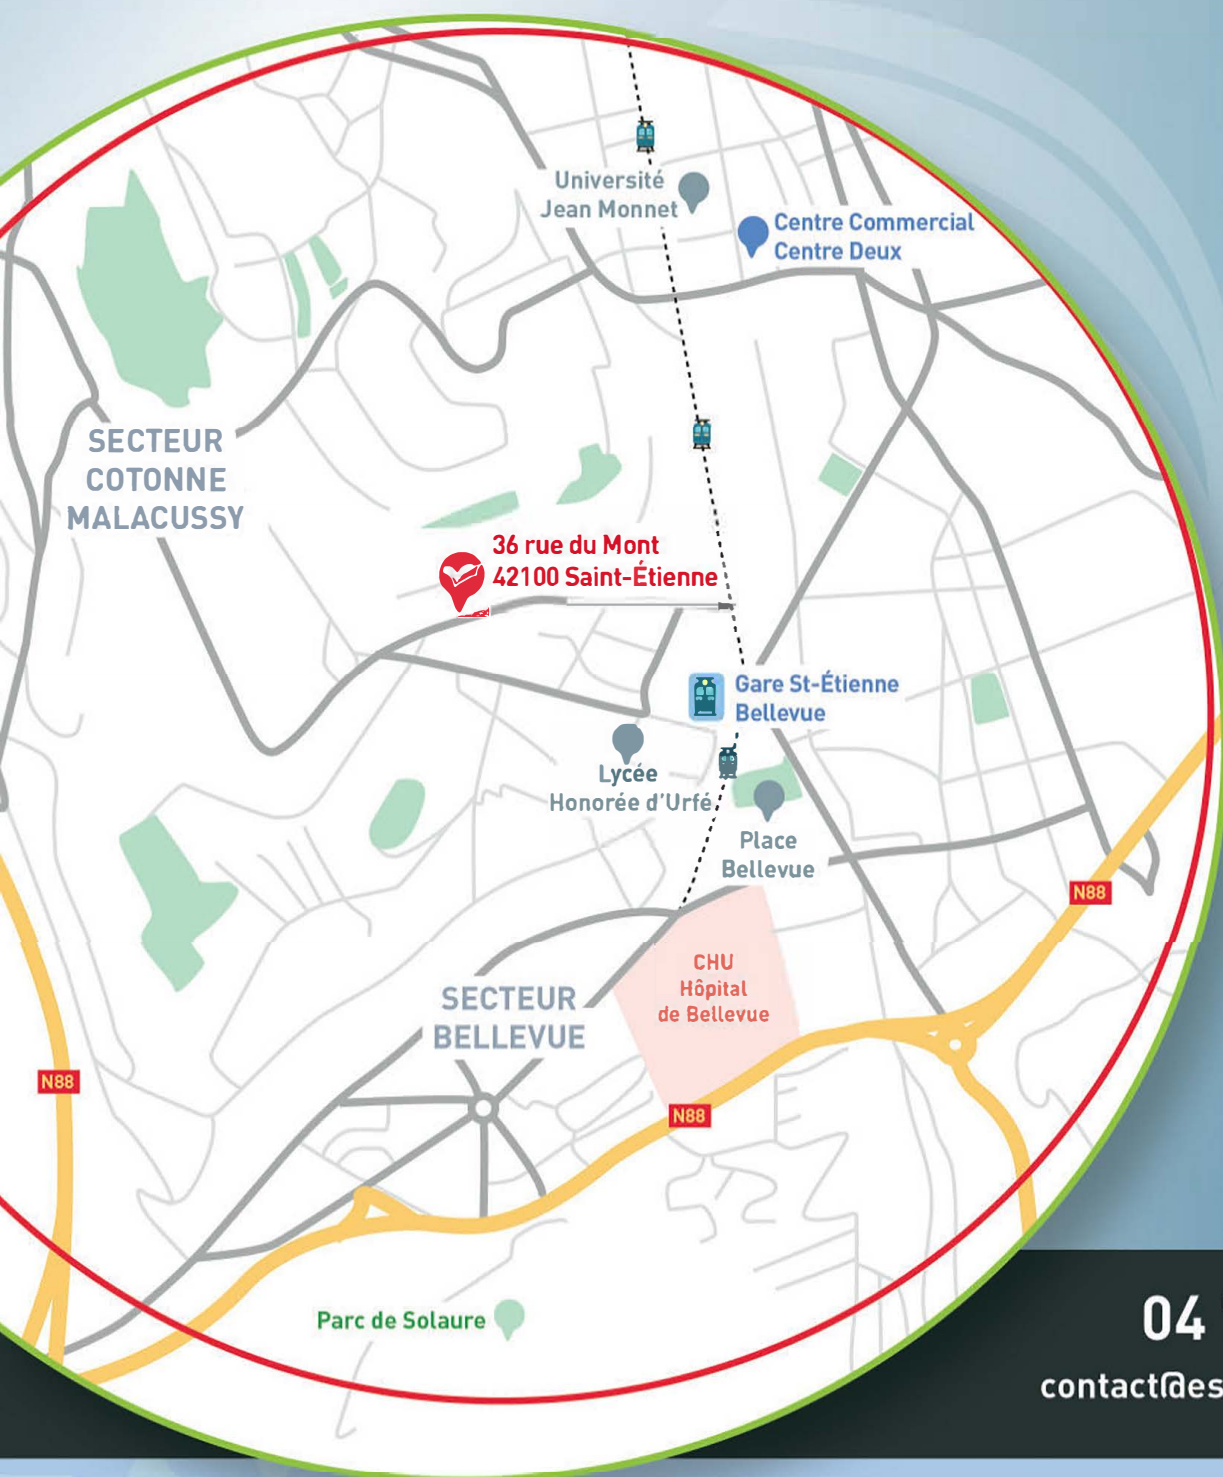 Université
Jean Monnet
Centre Commercial
Centre Deux
SECTEUR
COTONNE
MALACUSSY
36 rue du Mont
42100 Saint-Étienne
Gare St-Étienne
Bellevue
Lycée
Honorée d'Urfé
Place
Bellevue
N88
CHU
Hôpital
de Bellevue
SECTEUR
BELLEVUE
N88
N88
Parc de Solaure
04
contact@es